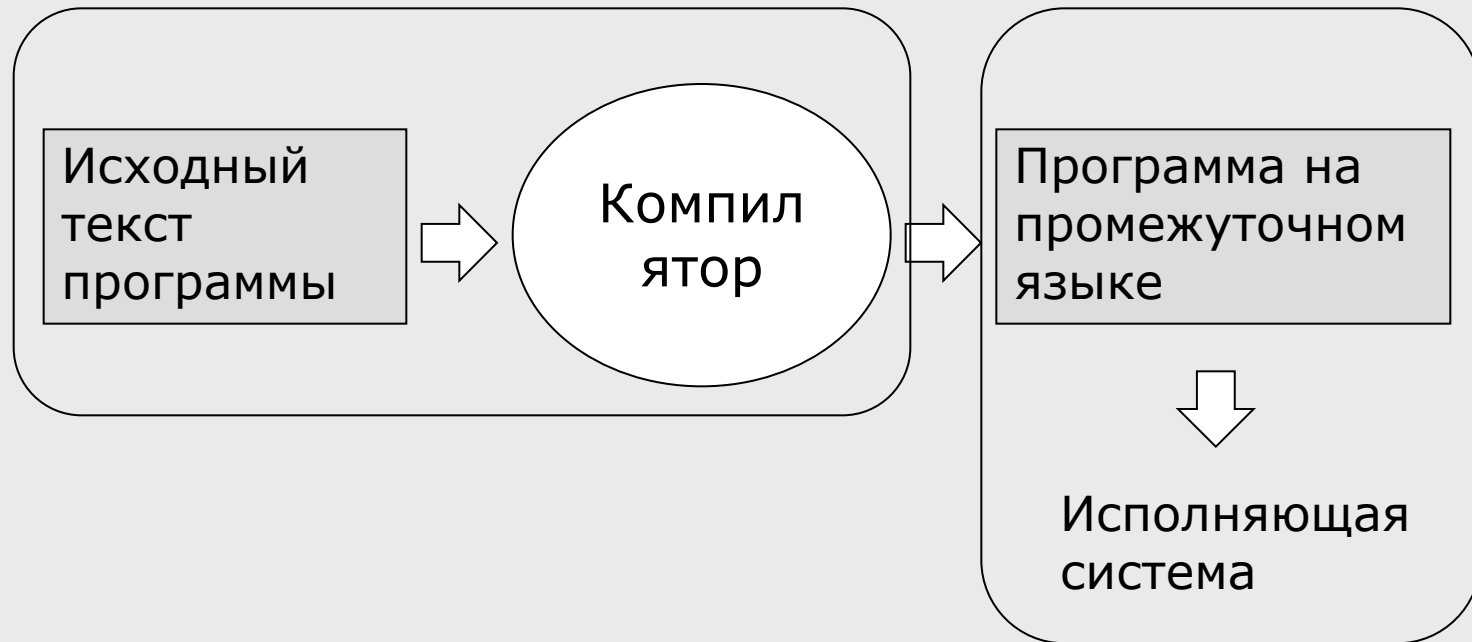 Исходный
текст
программы
Компил
ятор
Программа на
промежуточном
языке
Исполняющая
система